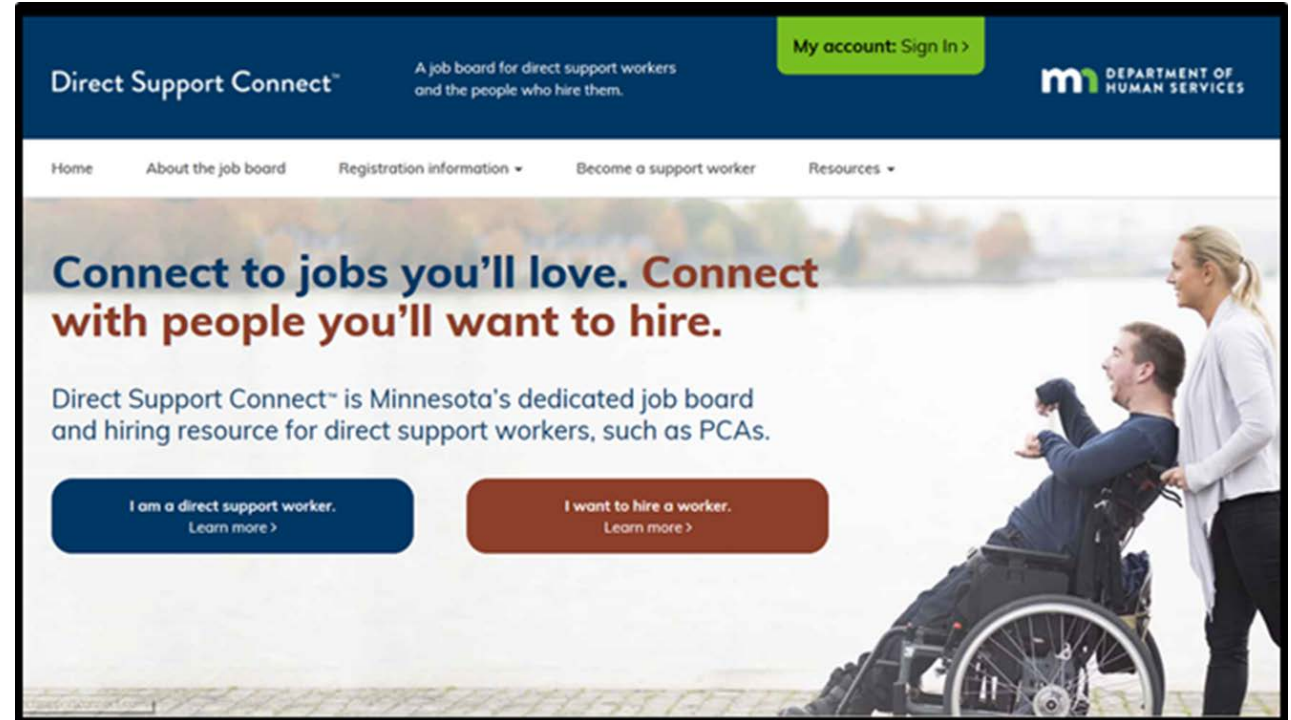 Direct Support Connect™
A job board for direct support workers
and the people who hire them.
My account: Sign In >
mn DEPARTMENT OF
HUMAN SERVICES
Home
About the job board
Registration information
Become a support worker
Resources
Connect to jobs you'll love. Connect
with people you'll want to hire.
Direct Support Connect™ is Minnesota's dedicated job board
and hiring resource for direct support workers, such as PCAs.
I am a direct support worker.
Learn more >
I want to hire a worker.
Learn more >